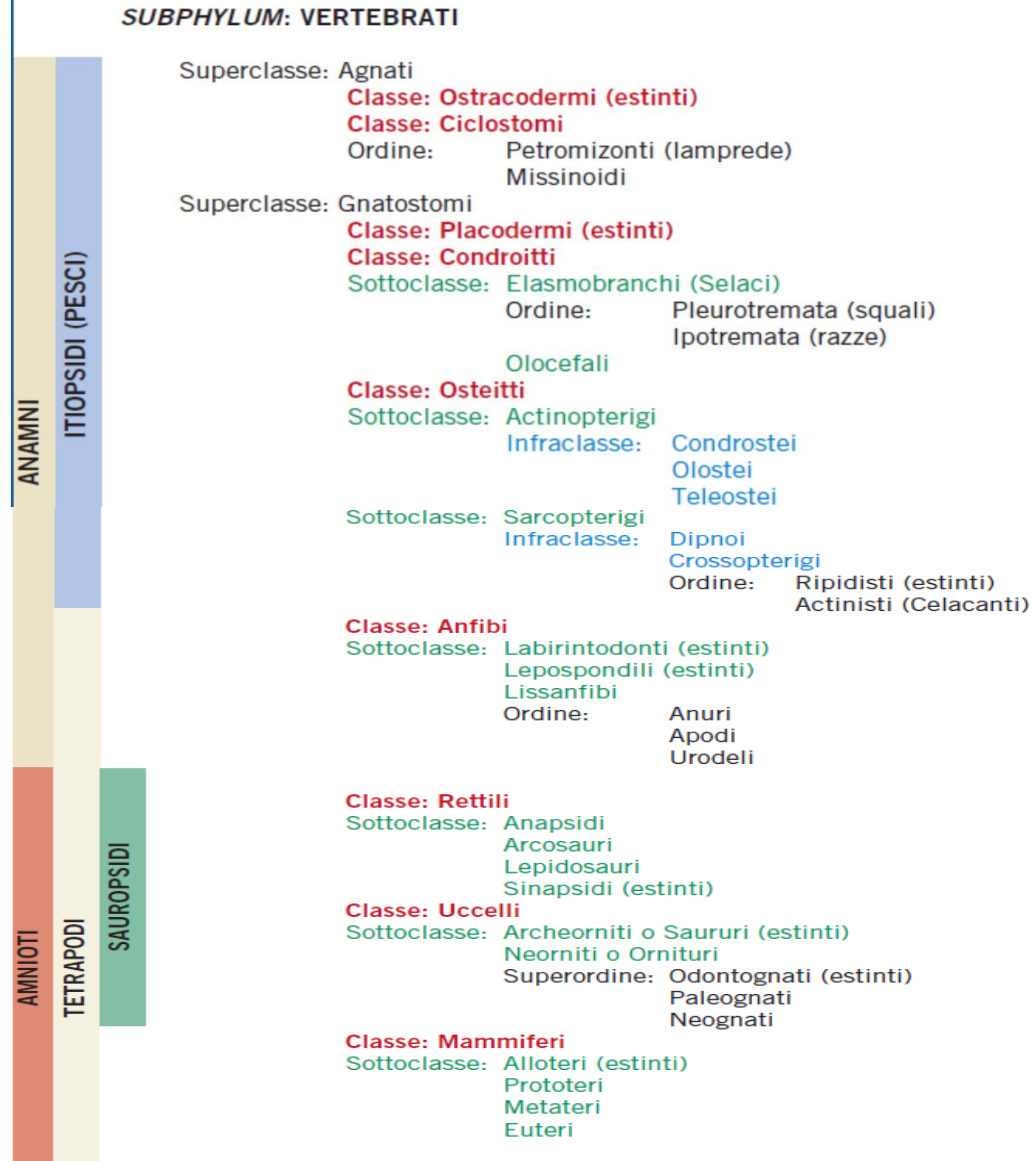 SUBPHYLUM: VERTEBRATI
Superclasse: Agnati
Classe: Ostracodermi (estinti)
Classe: Ciclostomi
Ordine: Petromizonti (lamprede)
Missinoidi
Superclasse: Gnatostomi
Classe: Placodermi (estinti)
Classe: Condroitti
Sottoclasse: Elasmobranchi (Selaci)
Ordine: Pleurotremata (squali)
Ipotremata (razze)
Olocefali
Classe: Osteitti
Sottoclasse: Actinopterigi
Infraclasse: Condrostei
Olostei
Teleostei
Sottoclasse: Sarcopterigi
Infraclasse: Dipnoi
Crossopterigi
Ordine: Ripidisti (estinti)
Actinisti (Celacanti)
Classe: Anfibi
Sottoclasse: Labirintodonti (estinti)
Lepospondili (estinti)
Lissanfibi
Ordine: Anuri
Apodi
Urodeli
Classe: Rettili
Sottoclasse: Anapsidi
Arcosauri
Lepidosauri
Sinapsidi (estinti)
Classe: Uccelli
Sottoclasse: Archeorniti o Saururi (estinti)
Neorniti o Ornituri
Superordine: Odontognati (estinti)
Paleognati
Neognati
Classe: Mammiferi
Sottoclasse: Alloteri (estinti)
Prototeri
Metateri
Euteri
ANAMNI
ITIOPSIDI (PESCI)
AMNIOTI
TETRAPODI
SAUROPSIDI